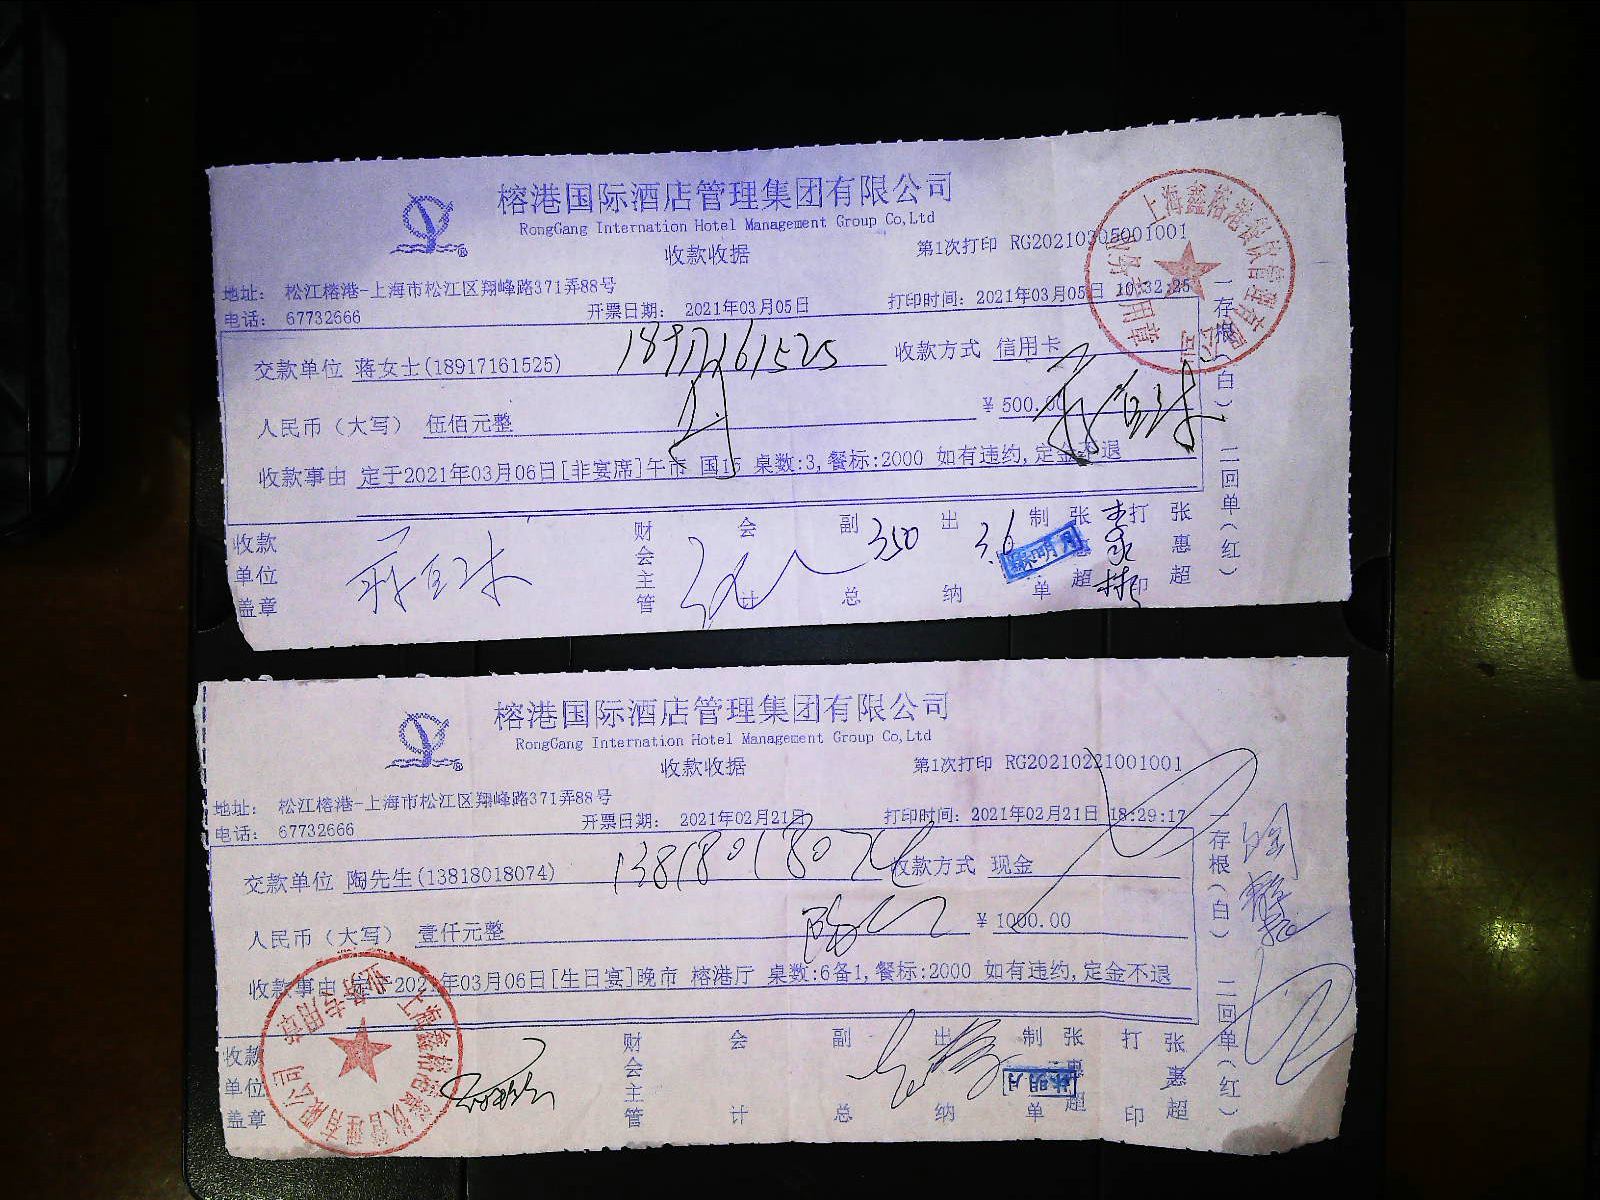 榕港国际酒店管理集团有限公司
RongGang Internation Hotel Management Group Co,Ltd
收款收据
第1次打印 RG20210305001001
地址: 松江榕港-上海市松江区翔峰路371弄88号
电话: 67732666
开票日期: 2021年03月05日
打印时间: 2021年03月05日 10:32:25
交款单位 蒋女士(18917161525)
18917161525
收款方式 信用卡
人民币（大写） 伍佰元整
¥ 500.00
收款事由 定于2021年03月06日[非宴席]午市 国15 桌数:3,餐标:2000 如有违约,定金不退
收款单位盖章
财会主管
会计
副总
350
出纳
3.6
制单
张惠超
打印
张惠超
一存根（白） 二回单（红）
榕港国际酒店管理集团有限公司
RongGang Internation Hotel Management Group Co,Ltd
收款收据
第1次打印 RG20210221001001
地址: 松江榕港-上海市松江区翔峰路371弄88号
电话: 67732666
开票日期: 2021年02月21日
打印时间: 2021年02月21日 18:29:17
交款单位 陶先生(13818018074)
13818018074
收款方式 现金
人民币（大写） 壹仟元整
¥ 1000.00
收款事由 定于2021年03月06日[生日宴]晚市 榕港厅 桌数:6备1,餐标:2000 如有违约,定金不退
收款单位盖章
财会主管
会计
副总
出纳
制单
张惠超
打印
张惠超
一存根（白） 二回单（红）